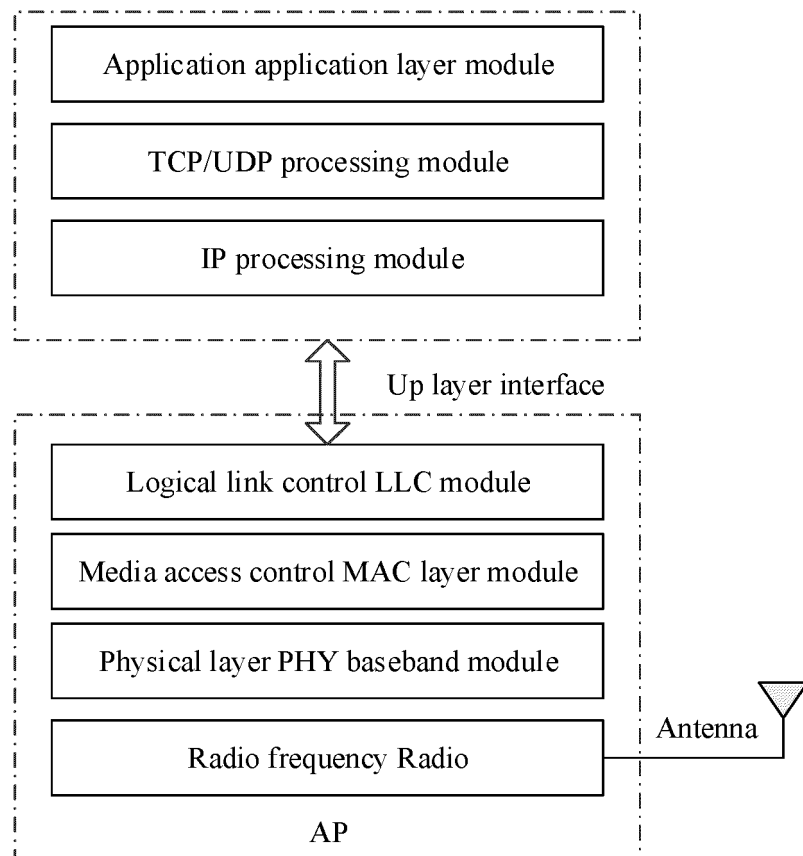 Application application layer module
TCP/UDP processing module
IP processing module
Up layer interface
Logical link control LLC module
Media access control MAC layer module
Physical layer PHY baseband module
Radio frequency Radio
Antenna
AP